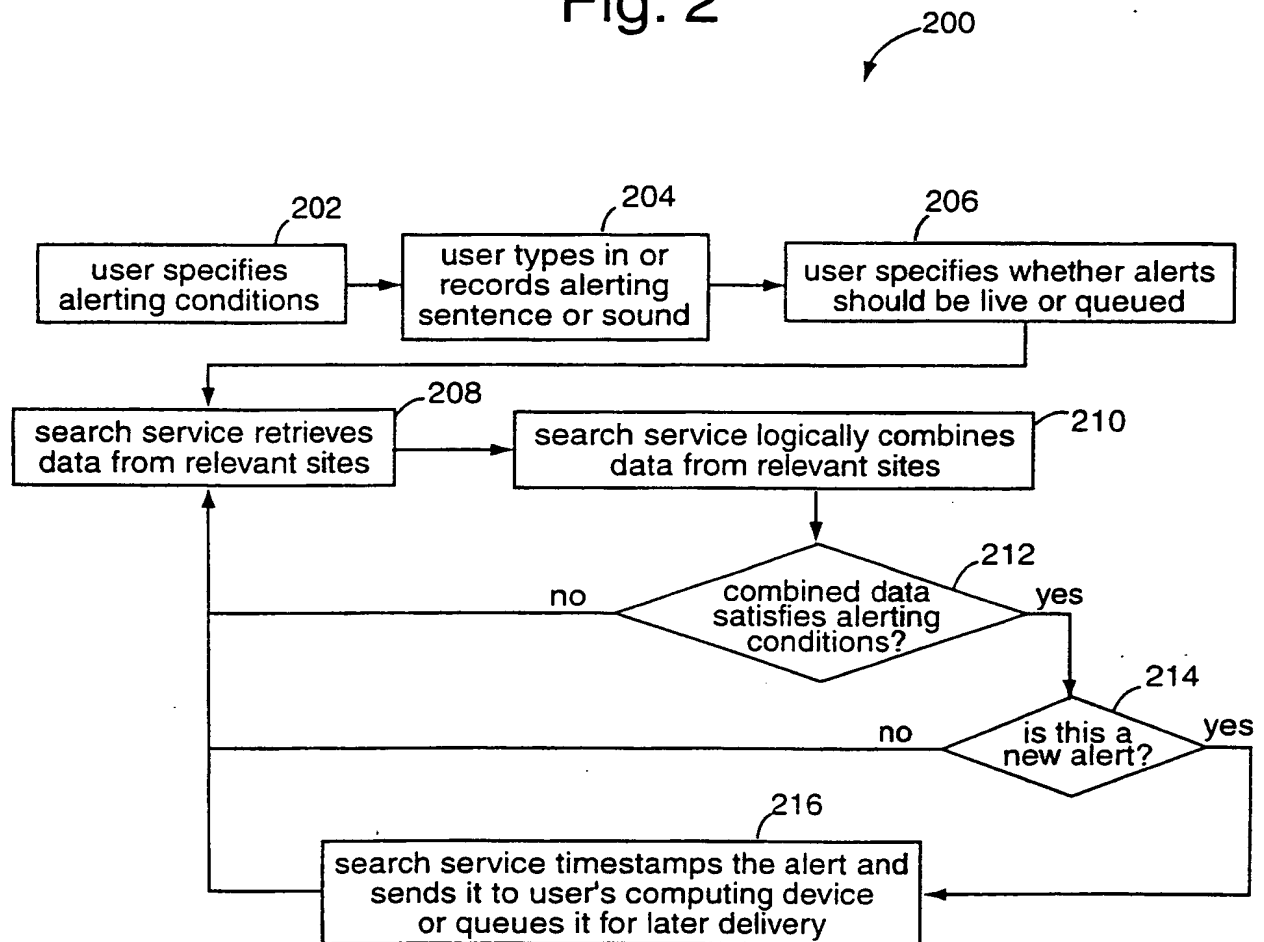 Fig. 2
200
202
user specifies
alerting conditions
204
user types in or
records alerting
sentence or sound
206
user specifies whether alerts
should be live or queued
208
search service retrieves
data from relevant sites
210
search service logically combines
data from relevant sites
212
combined data
satisfies alerting
conditions?
no
yes
214
is this a
new alert?
no
yes
216
search service timestamps the alert and
sends it to user's computing device
or queues it for later delivery